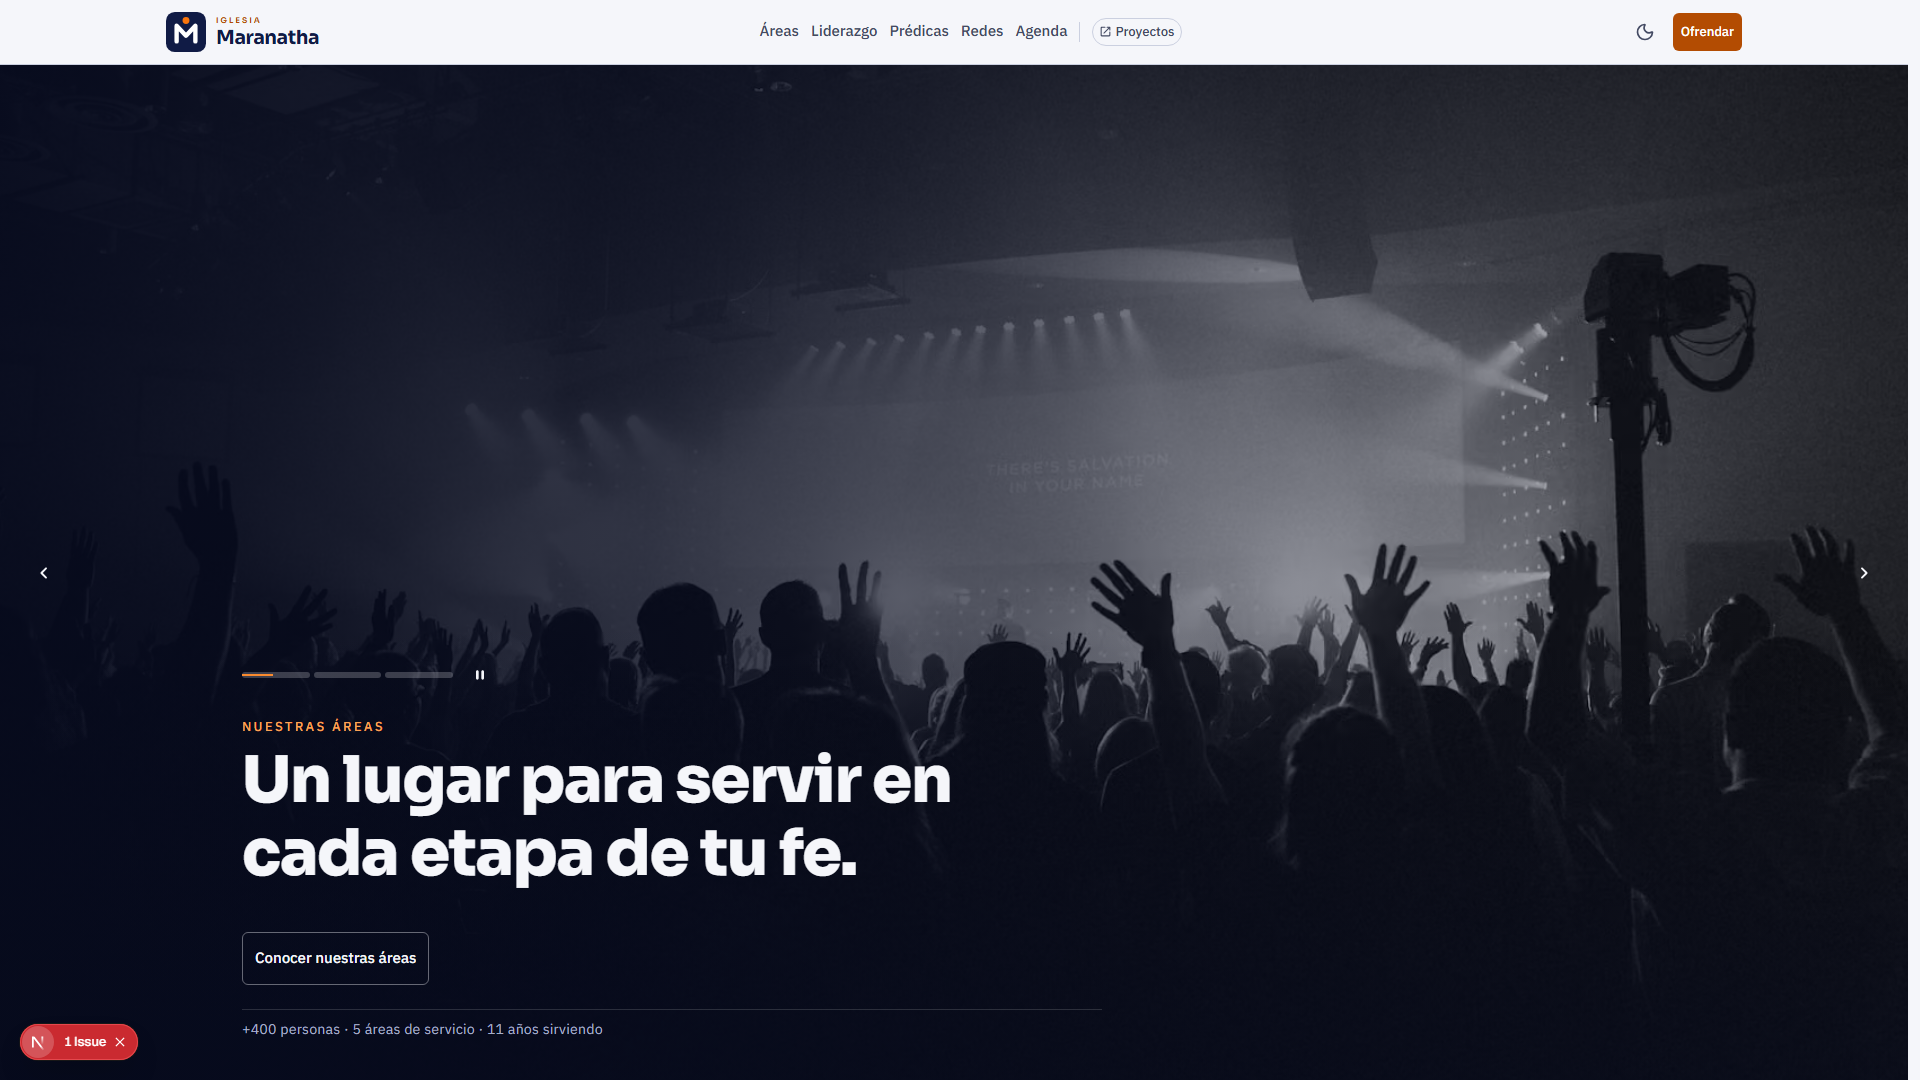 IGLESIA
Maranatha
Áreas
Liderazgo
Prédicas
Redes
Agenda
Proyectos
Ofrendar
THERE'S SALVATION
IN YOUR NAME
NUESTRAS ÁREAS
Un lugar para servir en
cada etapa de tu fe.
Conocer nuestras áreas
+400 personas · 5 áreas de servicio · 11 años sirviendo
N
1 Issue